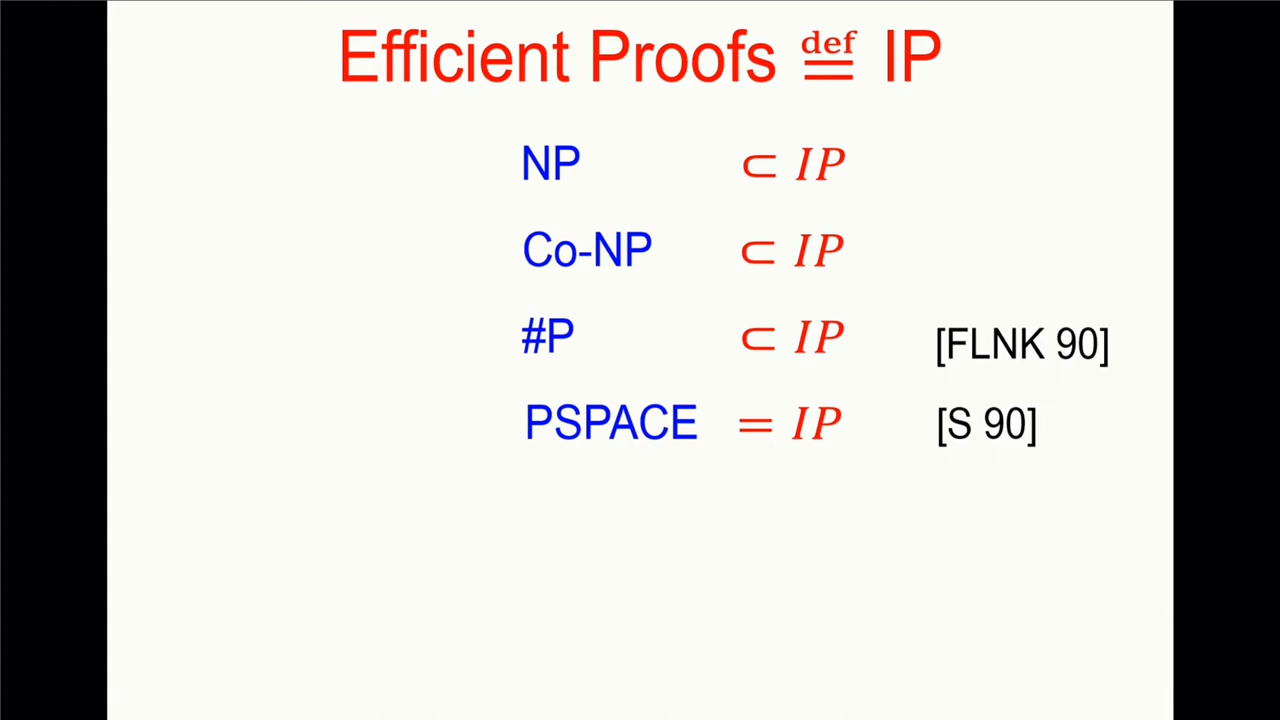 Efficient Proofs ≝ IP
NP ⊂ IP
Co-NP ⊂ IP
#P ⊂ IP [FLNK 90]
PSPACE = IP [S 90]